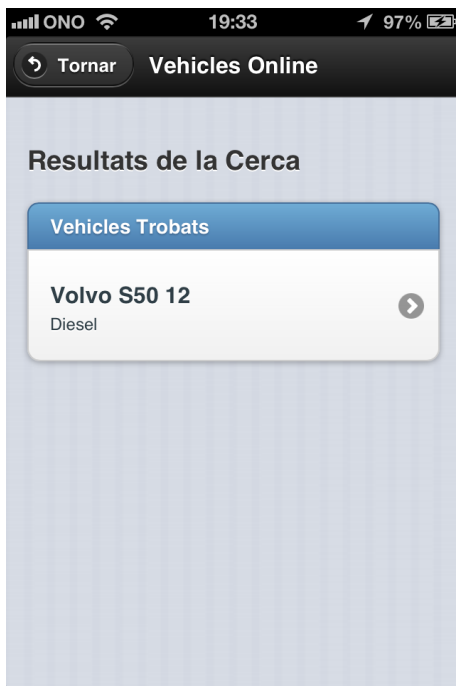 ONO 19:33 97%
Tornar Vehicles Online
Resultats de la Cerca
Vehicles Trobats
Volvo S50 12
Diesel